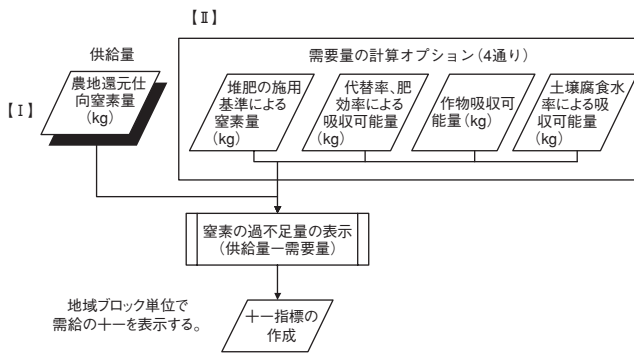 【Ⅱ】
供給量
需要量の計算オプション（4通り）
【Ⅰ】
農地還元仕
向窒素量
(kg)
堆肥の施用
基準による
窒素量
(kg)
代替率、肥
効率による
吸収可能量
(kg)
作物吸収可
能量(kg)
土壌腐食水
率による吸
収可能量
(kg)
窒素の過不足量の表示
（供給量ー需要量）
地域ブロック単位で
需給の十ーを表示する。
十ー指標の
作成